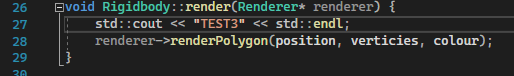 26 void Rigidbody::render(Renderer* renderer) {
27 std::cout << "TEST3" << std::endl;
28 renderer->renderPolygon(position, verticies, colour);
29 }
30